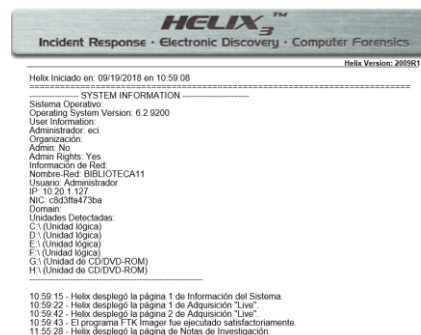 HELIX3™
Incident Response · Electronic Discovery · Computer Forensics
Helix Version: 2009R1
Helix Iniciado en: 09/19/2018 en 10:59:08
================================================
---------------- SYSTEM INFORMATION ----------------------
Sistema Operativo:
Operating System Version: 6.2.9200
User Information:
Administrador: eci
Organización:
Admin: No
Admin Rights: Yes
Información de Red:
Nombre-Red: BIBLIOTECA11
Usuario: Administrador
IP: 10.20.1.127
NIC: c8d3ffa473ba
Domain:
Unidades Detectadas:
C:\ (Unidad lógica)
D:\ (Unidad lógica)
E:\ (Unidad lógica)
F:\ (Unidad lógica)
G:\ (Unidad de CD/DVD-ROM)
H:\ (Unidad de CD/DVD-ROM)
------------------------------------------------
10:59:15 - Helix desplegó la página 1 de Información del Sistema.
10:59:22 - Helix desplegó la página 1 de Adquisición "Live".
10:59:42 - Helix desplegó la página 2 de Adquisición "Live".
10:59:43 - El programa FTK Imager fue ejecutado satisfactoriamente.
11:55:28 - Helix desplegó la página de Notas de Investigación.